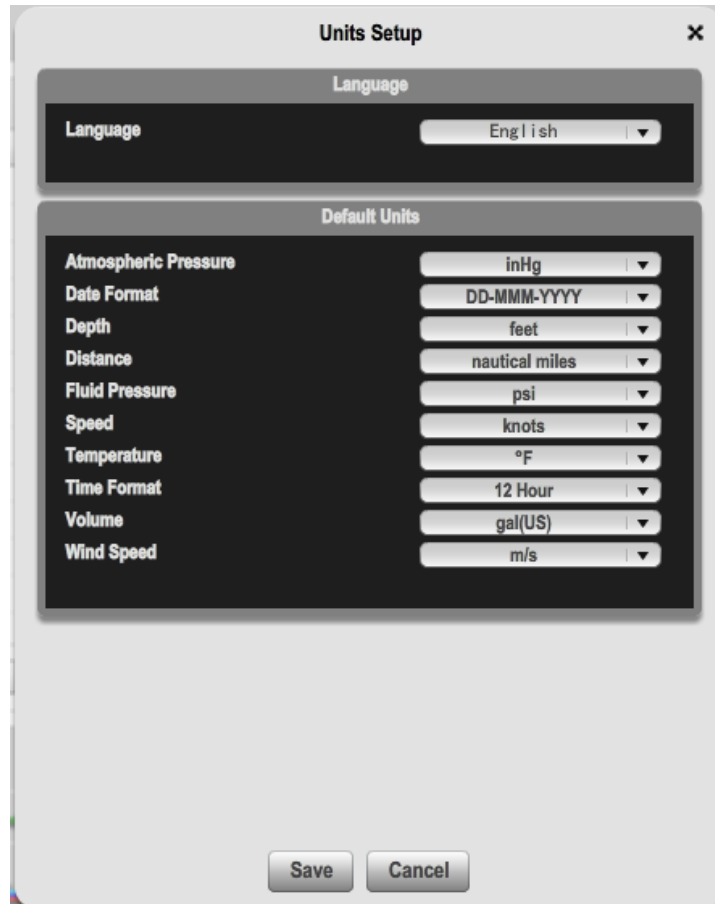 Units Setup
Language
Language English
Default Units
Atmospheric Pressure inHg
Date Format DD-MMM-YYYY
Depth feet
Distance nautical miles
Fluid Pressure psi
Speed knots
Temperature °F
Time Format 12 Hour
Volume gal(US)
Wind Speed m/s
Save Cancel